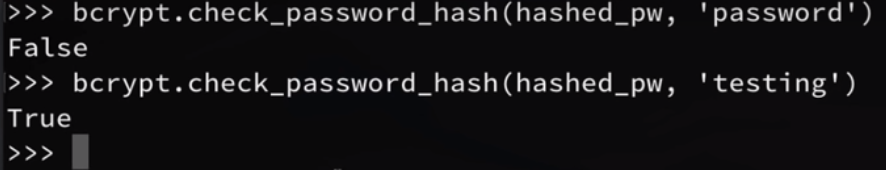 >>> bcrypt.check_password_hash(hashed_pw, 'password')
False
>>> bcrypt.check_password_hash(hashed_pw, 'testing')
True
>>>